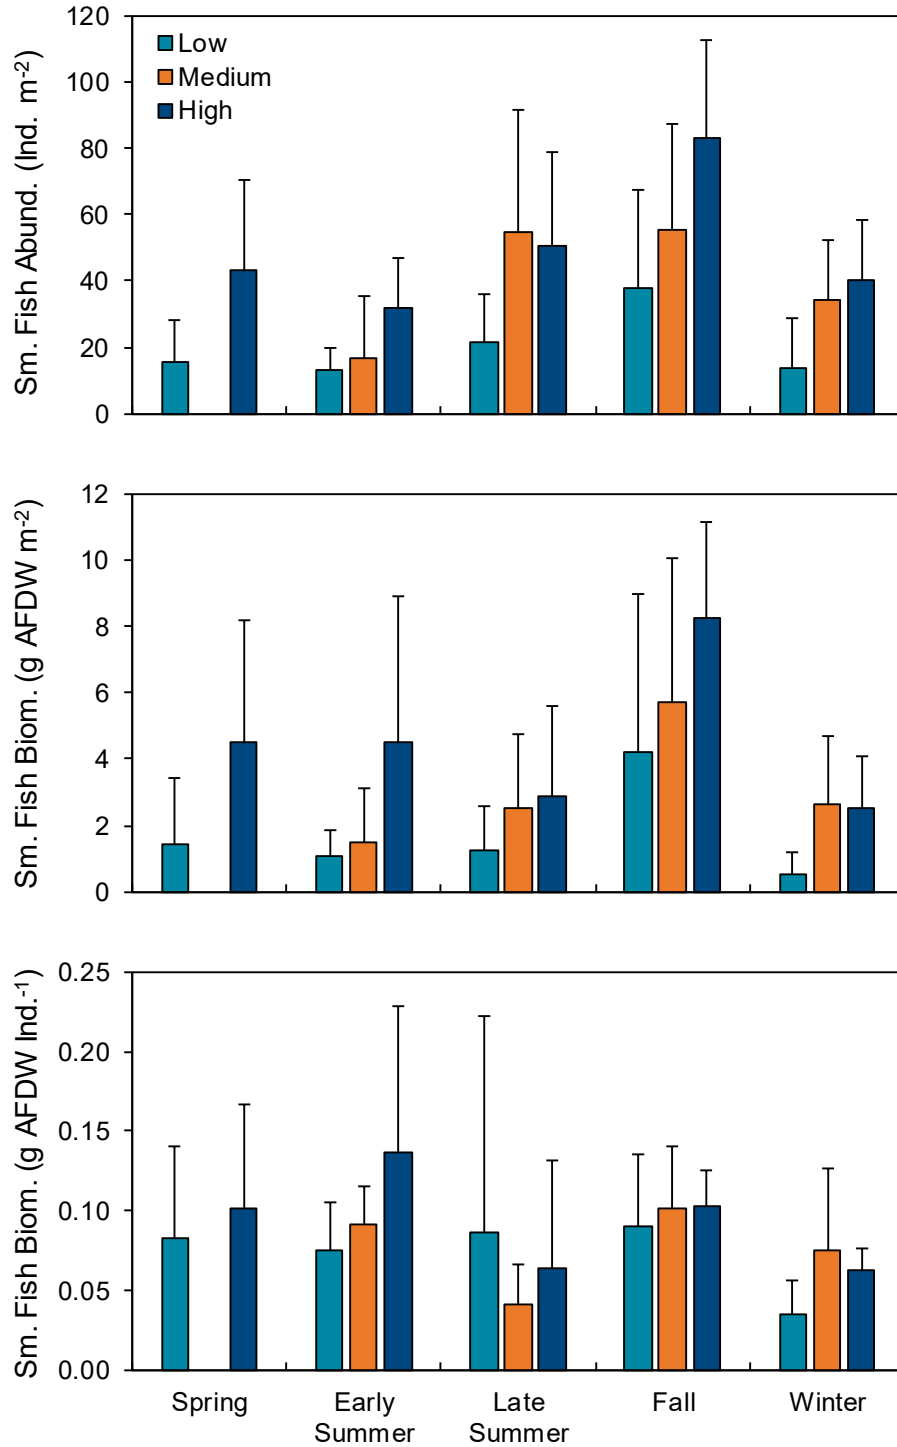 Sm. Fish Abund. (Ind. m-2)
120
100
80
60
40
20
0
Low
Medium
High
Sm. Fish Biom. (g AFDW m-2)
12
10
8
6
4
2
0
Sm. Fish Biom. (g AFDW Ind.-1)
0.25
0.20
0.15
0.10
0.05
0.00
Spring
Early
Summer
Late
Summer
Fall
Winter